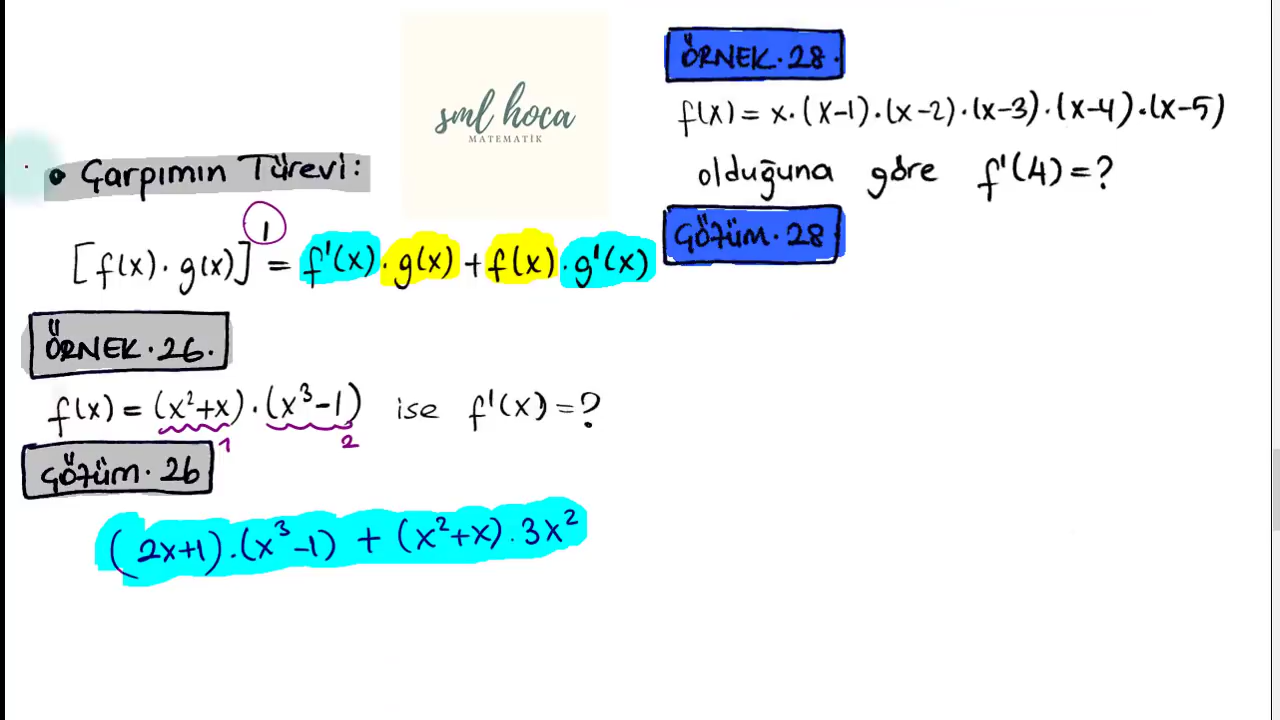 sml hoca
MATEMATİK
• Çarpımın Türevi:
[f(x)·g(x)]' = f'(x)·g(x)+f(x)·g'(x)
ÖRNEK·26.
f(x) = (x²+x)·(x³-1) ise f'(x)=?
1 2
Çözüm·26
(2x+1)·(x³-1) + (x²+x)·3x²
ÖRNEK·28·
f(x) = x·(x-1)·(x-2)·(x-3)·(x-4)·(x-5)
olduğuna göre f'(4)=?
Çözüm·28